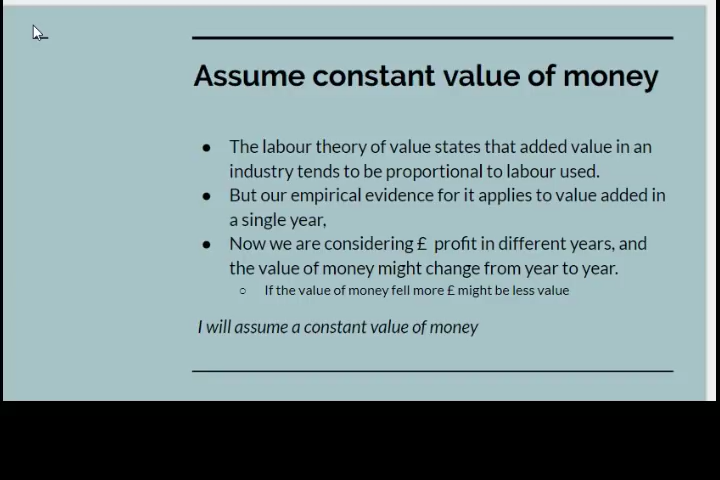 Assume constant value of money
● The labour theory of value states that added value in an
industry tends to be proportional to labour used.
● But our empirical evidence for it applies to value added in
a single year,
● Now we are considering £ profit in different years, and
the value of money might change from year to year.
○ If the value of money fell more £ might be less value
I will assume a constant value of money